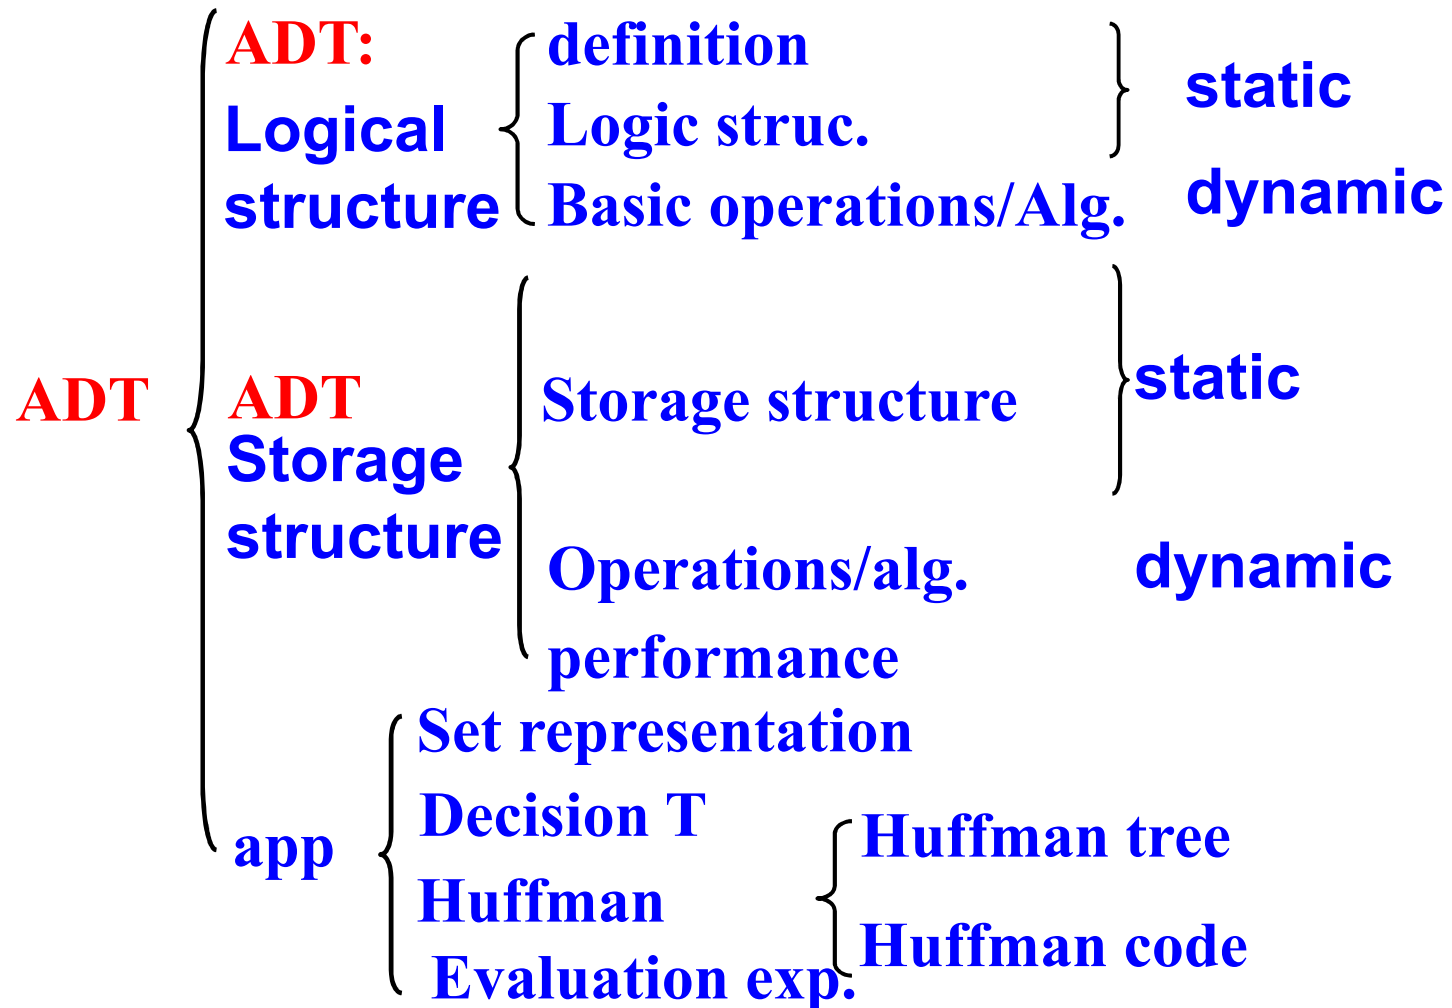 ADT
ADT:
Logical
structure
definition
Logic struc.
Basic operations/Alg.
static
dynamic
ADT
Storage
structure
Storage structure
Operations/alg.
performance
static
dynamic
app
Set representation
Decision T
Huffman
Evaluation exp.
Huffman tree
Huffman code